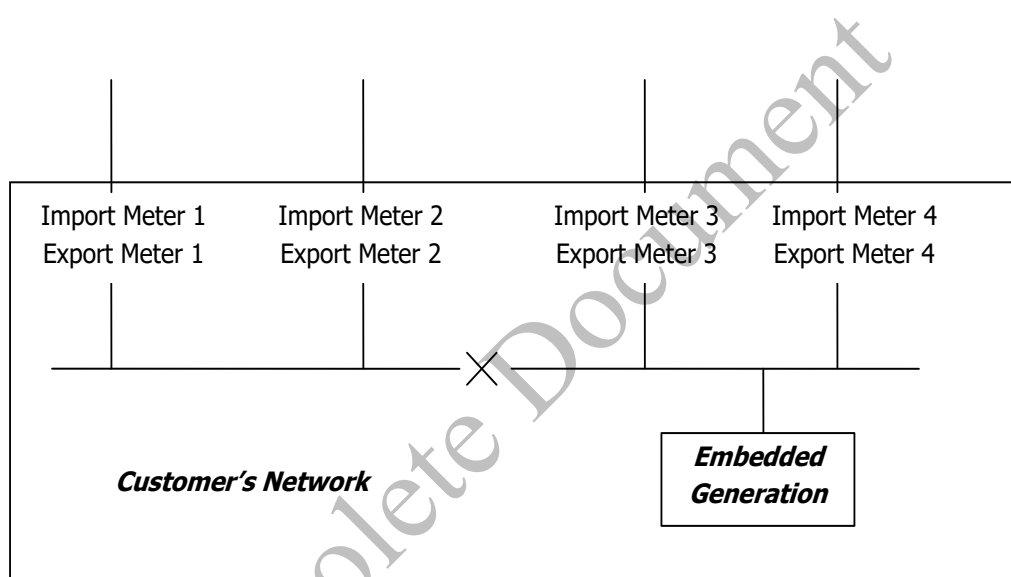 Import Meter 1
Export Meter 1
Import Meter 2
Export Meter 2
Import Meter 3
Export Meter 3
Import Meter 4
Export Meter 4
Customer’s Network
Embedded
Generation
olete Document